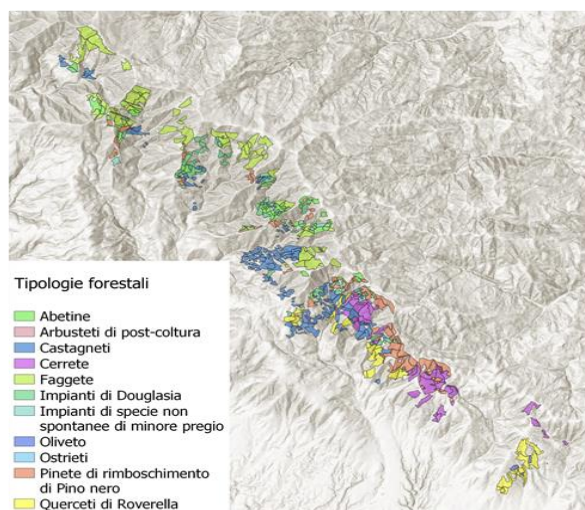 Tipologie forestali
Abetine
Arbusteti di post-coltura
Castagneti
Cerrete
Faggete
Impianti di Douglasia
Impianti di specie non
spontanee di minore pregio
Oliveto
Ostrieti
Pinete di rimboschimento
di Pino nero
Querceti di Roverella